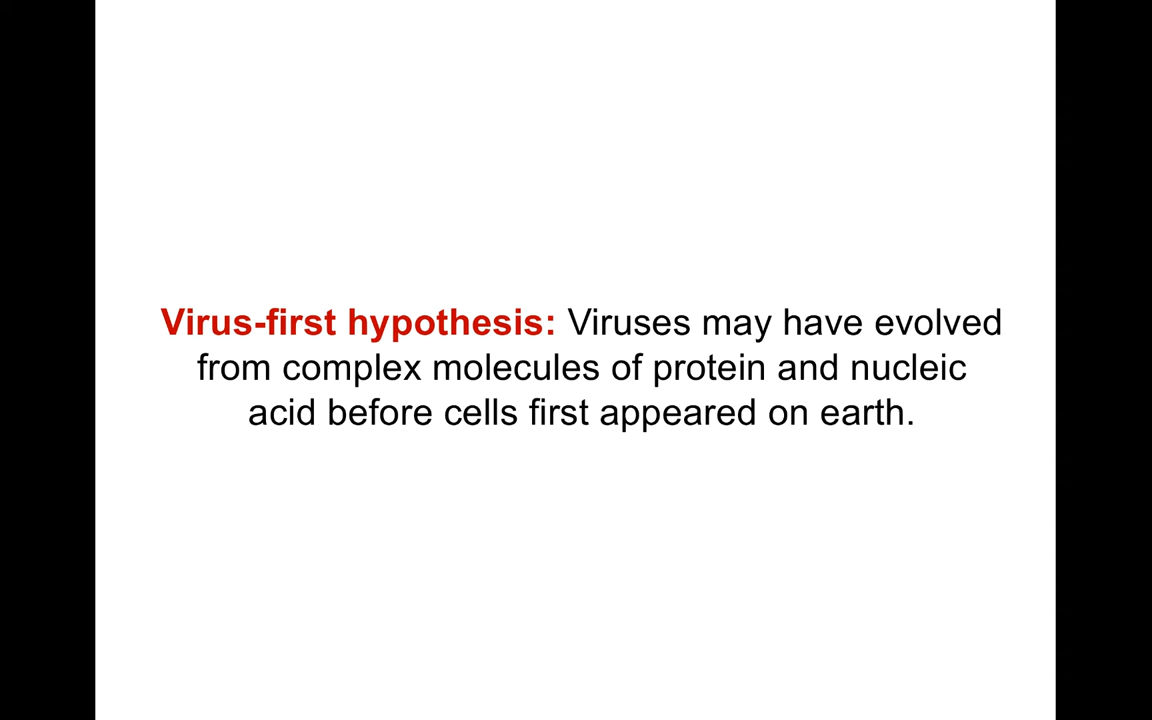 Virus-first hypothesis: Viruses may have evolved
from complex molecules of protein and nucleic
acid before cells first appeared on earth.